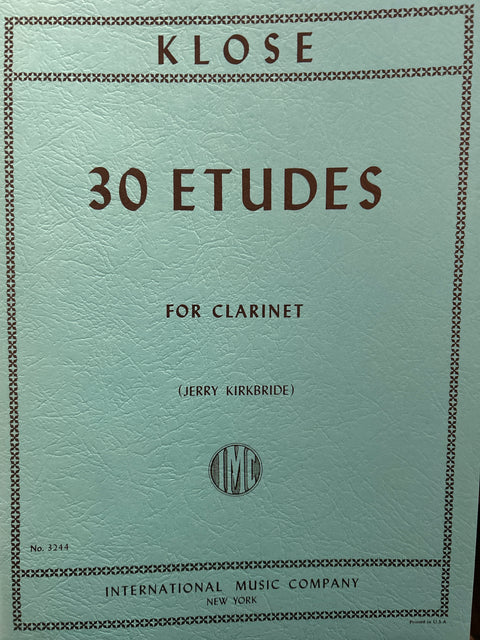 KLOSE
30 ETUDES
FOR CLARINET
(JERRY KIRKBRIDE)
IMC
No. 3244
INTERNATIONAL MUSIC COMPANY
NEW YORK
Printed in U.S.A.